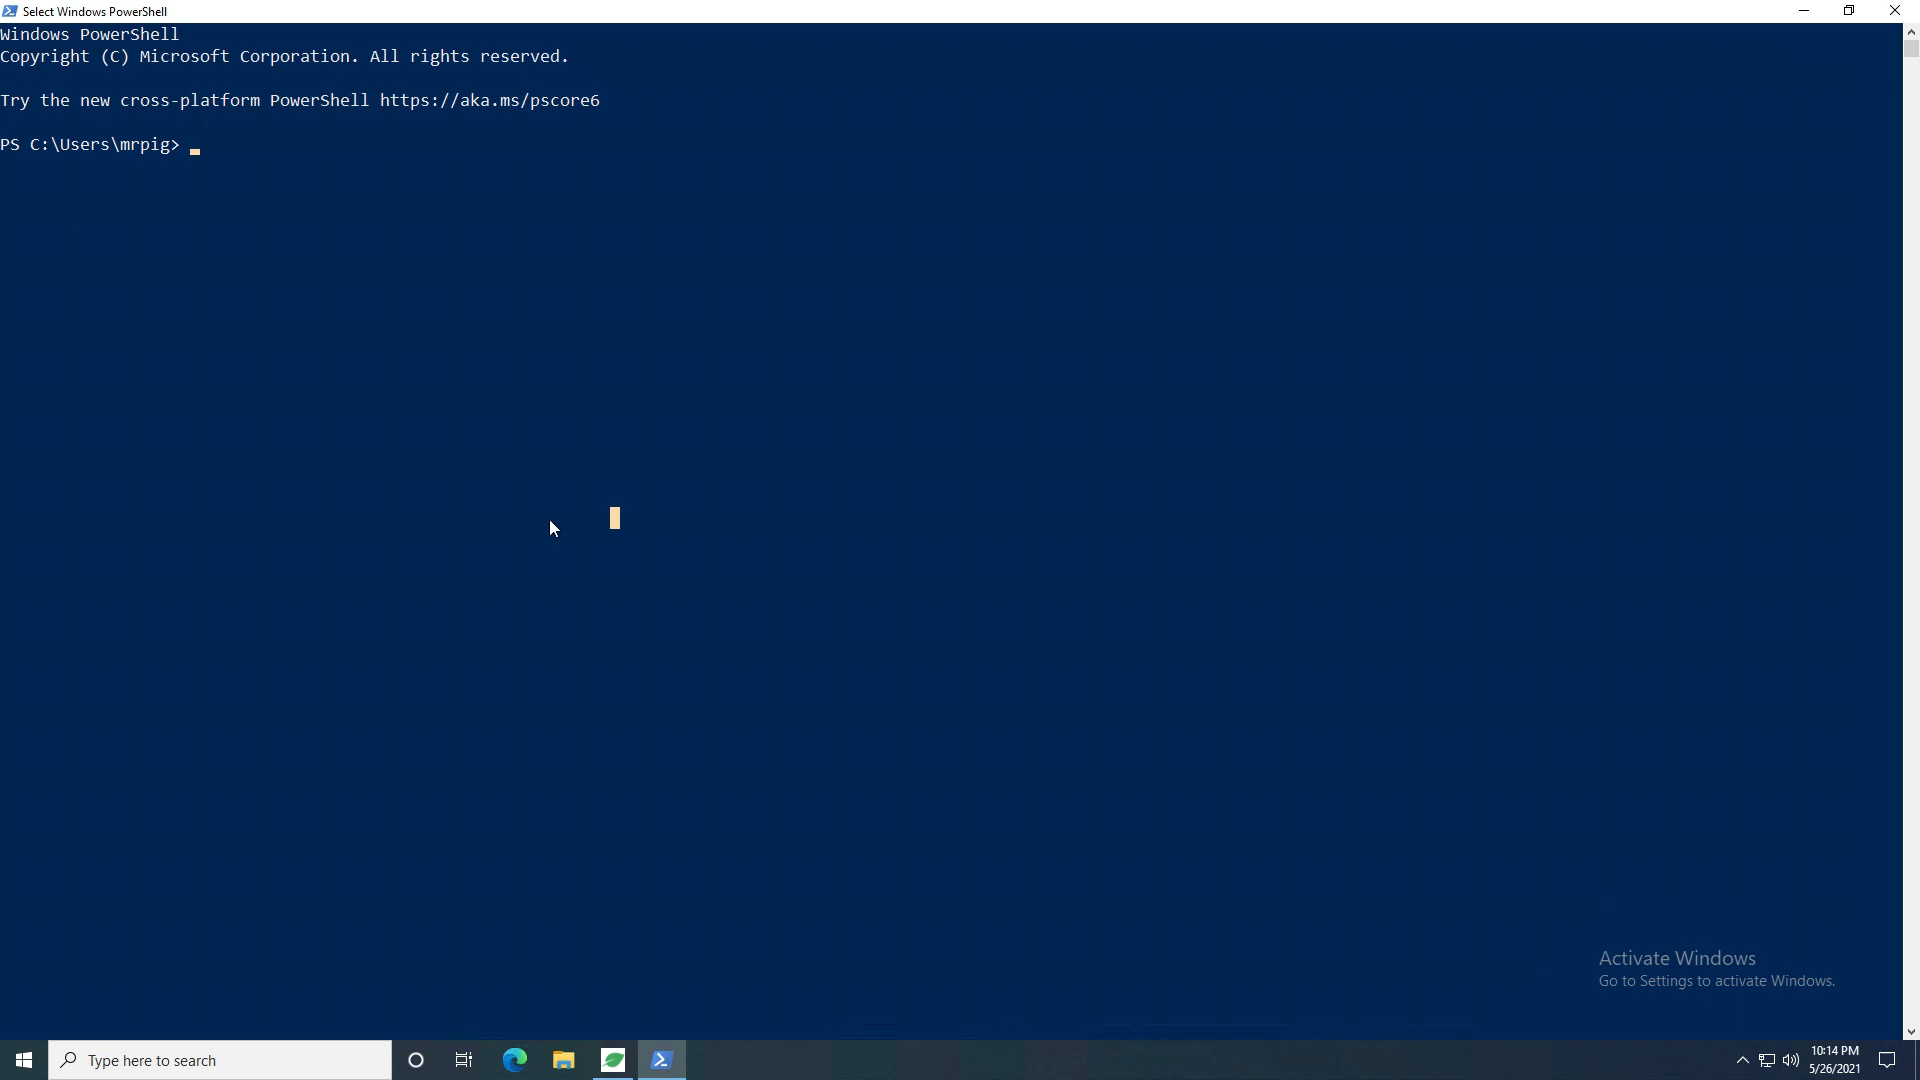 Select Windows PowerShell
Windows PowerShell
Copyright (C) Microsoft Corporation. All rights reserved.
Try the new cross-platform PowerShell https://aka.ms/pscore6
PS C:\Users\mrpig>
Activate Windows
Go to Settings to activate Windows.
Type here to search
10:14 PM
5/26/2021